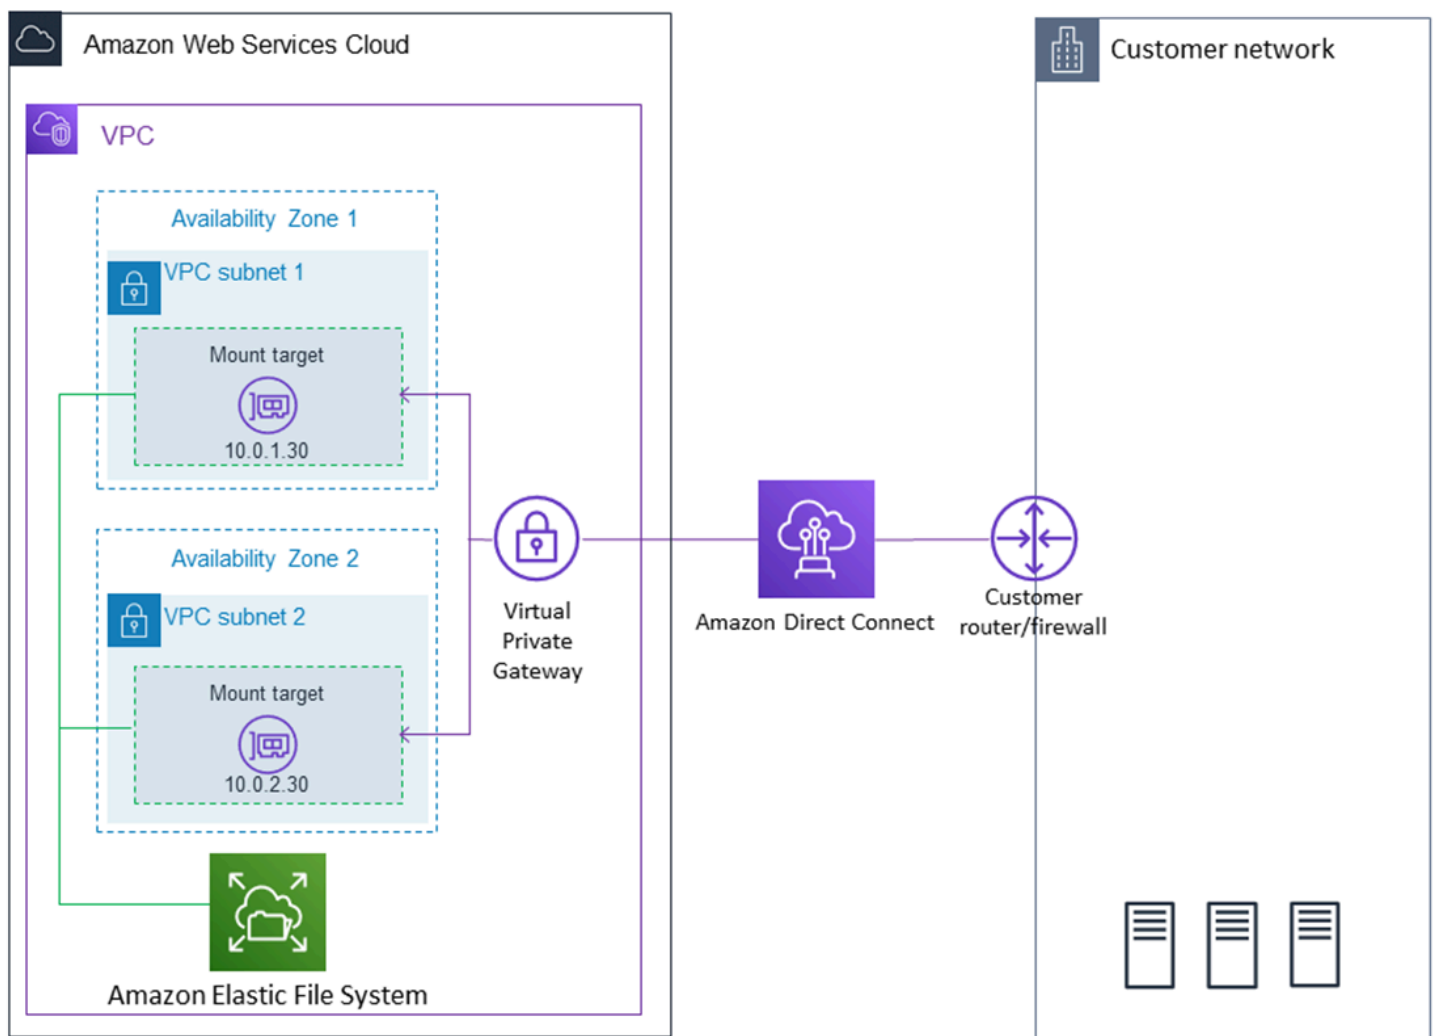 Amazon Web Services Cloud
Customer network
VPC
Availability Zone 1
VPC subnet 1
Mount target
10.0.1.30
Availability Zone 2
VPC subnet 2
Mount target
10.0.2.30
Virtual
Private
Gateway
Amazon Direct Connect
Customer
router/firewall
Amazon Elastic File System